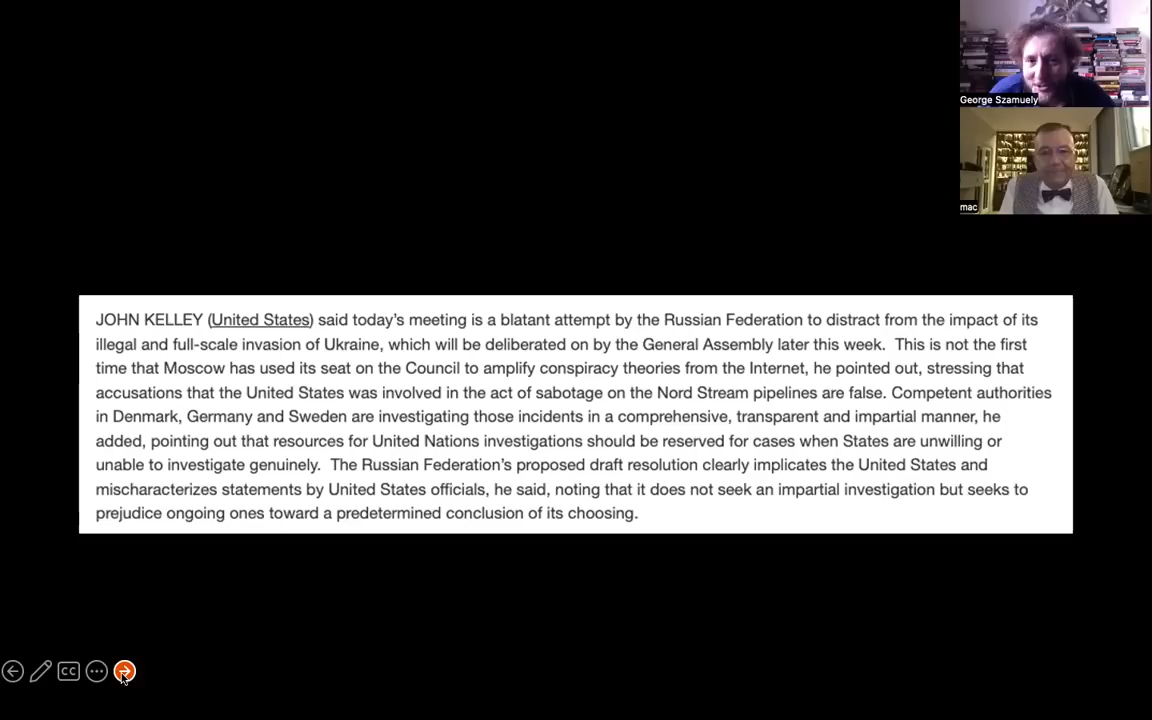 George Szamuely
mac
JOHN KELLEY (United States) said today’s meeting is a blatant attempt by the Russian Federation to distract from the impact of its
illegal and full-scale invasion of Ukraine, which will be deliberated on by the General Assembly later this week.  This is not the first
time that Moscow has used its seat on the Council to amplify conspiracy theories from the Internet, he pointed out, stressing that
accusations that the United States was involved in the act of sabotage on the Nord Stream pipelines are false. Competent authorities
in Denmark, Germany and Sweden are investigating those incidents in a comprehensive, transparent and impartial manner, he
added, pointing out that resources for United Nations investigations should be reserved for cases when States are unwilling or
unable to investigate genuinely.  The Russian Federation’s proposed draft resolution clearly implicates the United States and
mischaracterizes statements by United States officials, he said, noting that it does not seek an impartial investigation but seeks to
prejudice ongoing ones toward a predetermined conclusion of its choosing.
CC